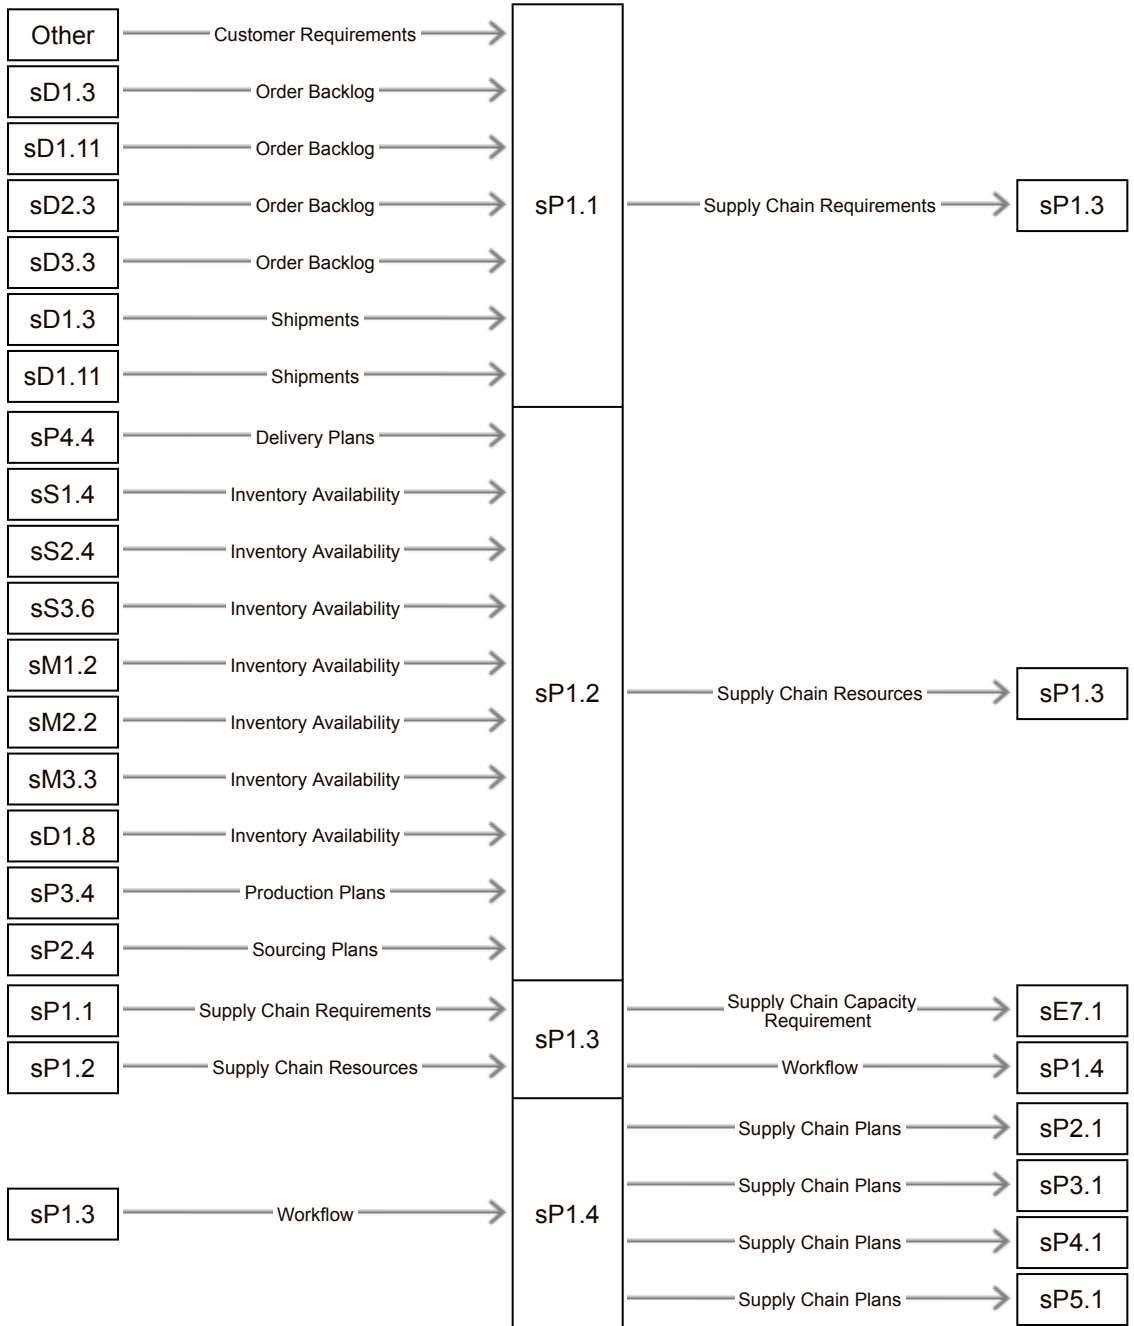 Other Customer Requirements
sD1.3 Order Backlog
sD1.11 Order Backlog
sD2.3 Order Backlog sP1.1 Supply Chain Requirements sP1.3
sD3.3 Order Backlog
sD1.3 Shipments
sD1.11 Shipments
sP4.4 Delivery Plans
sS1.4 Inventory Availability
sS2.4 Inventory Availability
sS3.6 Inventory Availability
sM1.2 Inventory Availability
sP1.2 Supply Chain Resources sP1.3
sM2.2 Inventory Availability
sM3.3 Inventory Availability
sD1.8 Inventory Availability
sP3.4 Production Plans
sP2.4 Sourcing Plans
sP1.1 Supply Chain Requirements
sP1.3
Supply Chain Capacity
Requirement
sE7.1
sP1.2 Supply Chain Resources
Workflow sP1.4
Supply Chain Plans sP2.1
Supply Chain Plans sP3.1
sP1.3 Workflow sP1.4
Supply Chain Plans sP4.1
Supply Chain Plans sP5.1